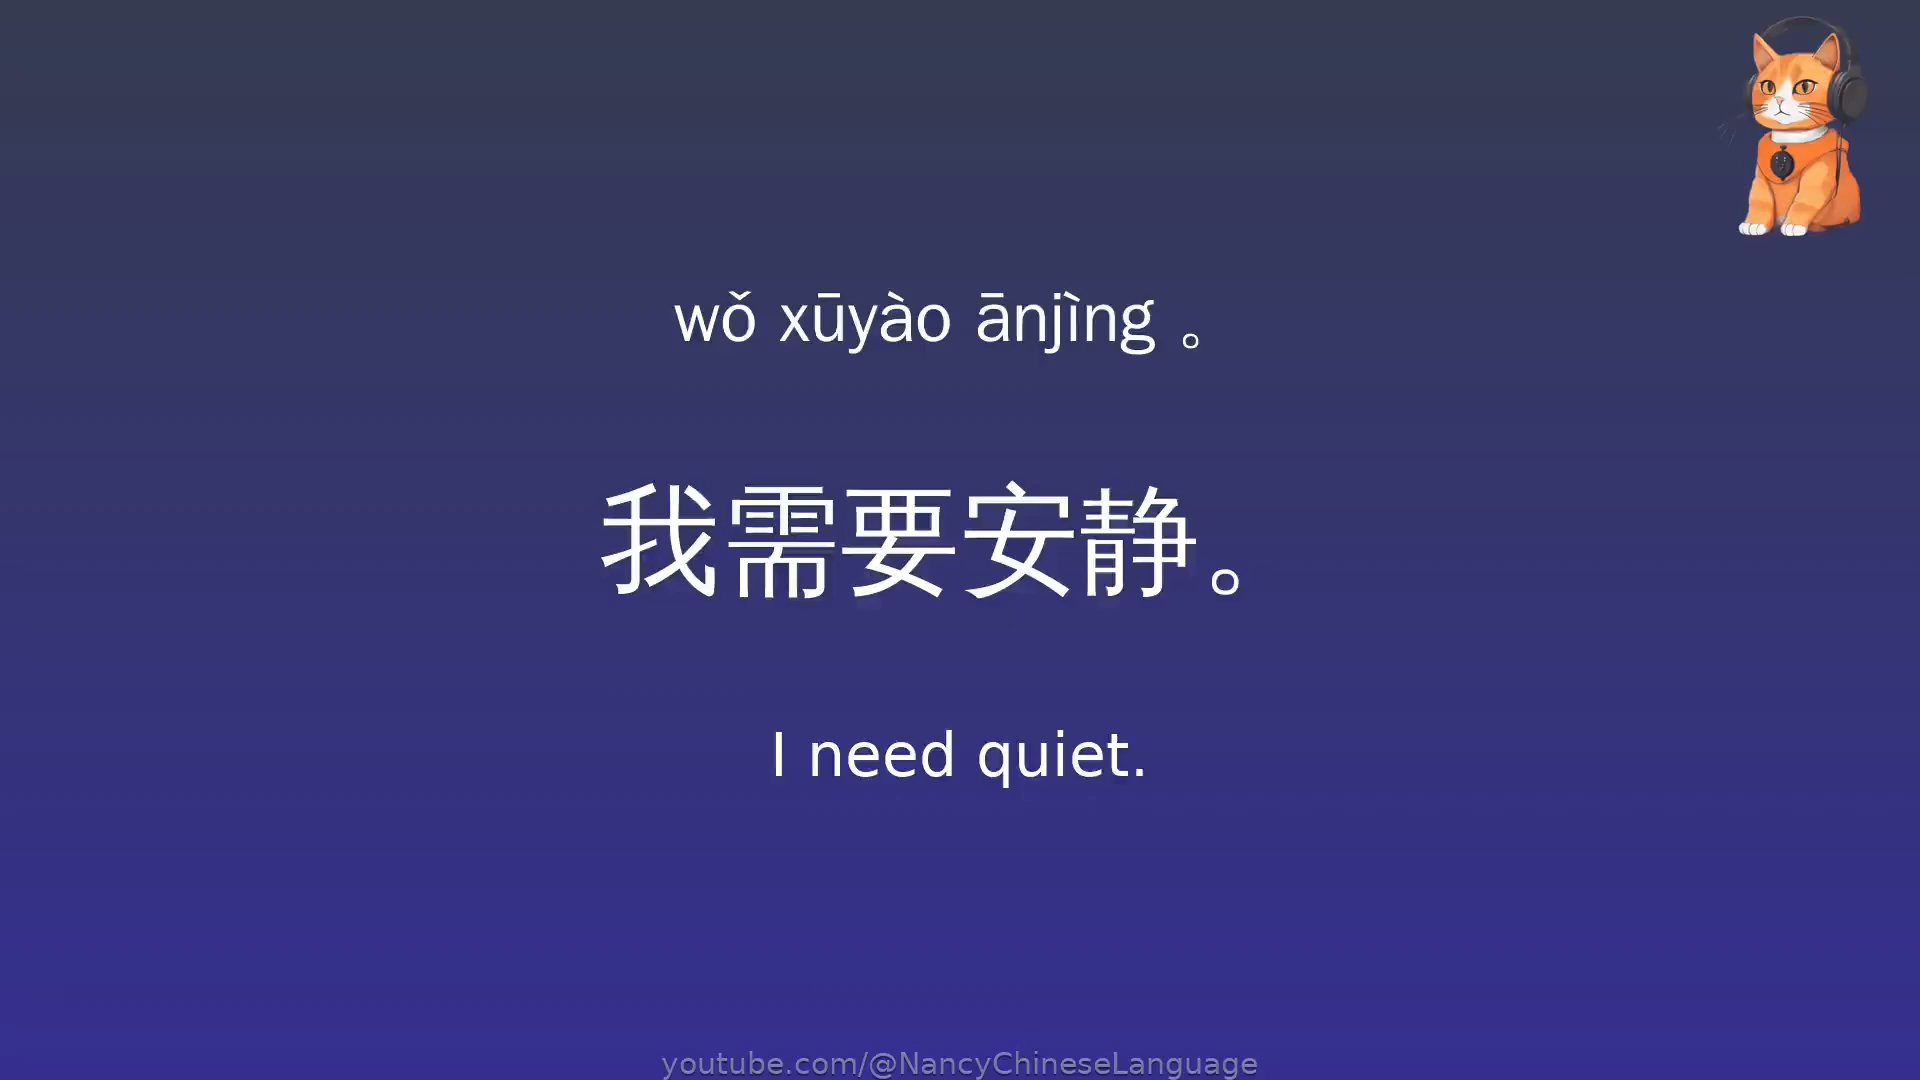 wǒ xūyào ānjìng 。
我需要安静。
I need quiet.
youtube.com/@NancyChineseLanguage